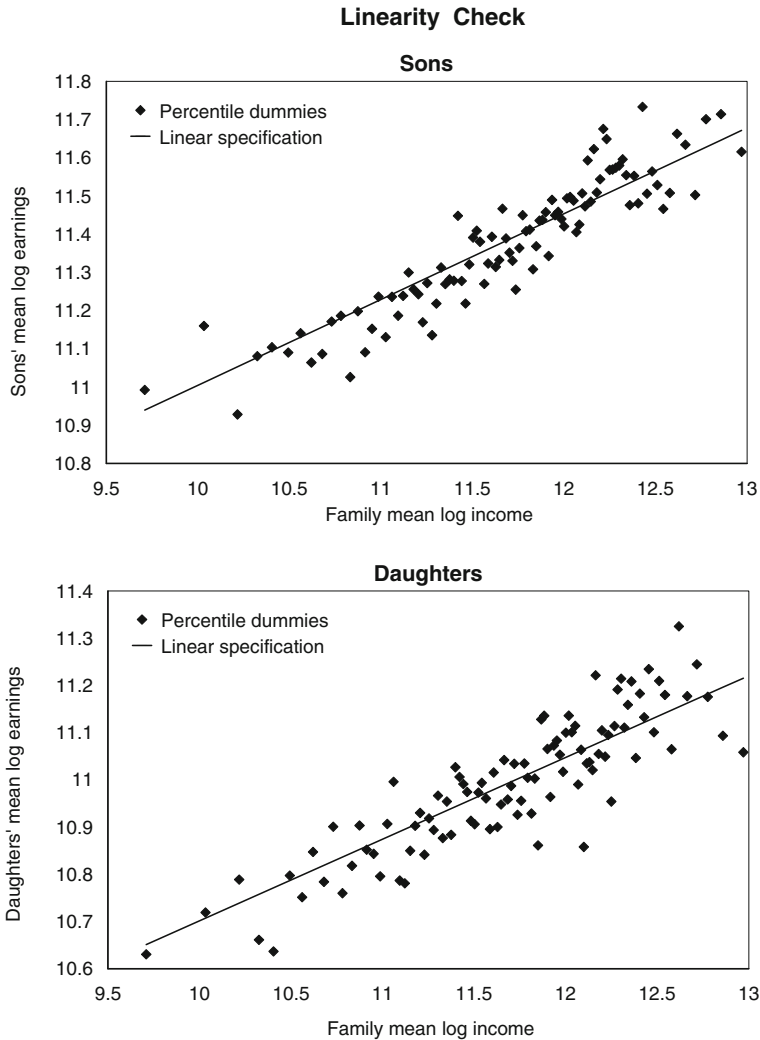 Linearity Check
Sons
11.8
11.7
11.6
11.5
11.4
11.3
11.2
11.1
11
10.9
10.8
Sons' mean log earnings
Percentile dummies
Linear specification
9.5 10 10.5 11 11.5 12 12.5 13
Family mean log income
Daughters
11.4
11.3
11.2
11.1
11
10.9
10.8
10.7
10.6
Daughters' mean log earnings
Percentile dummies
Linear specification
9.5 10 10.5 11 11.5 12 12.5 13
Family mean log income